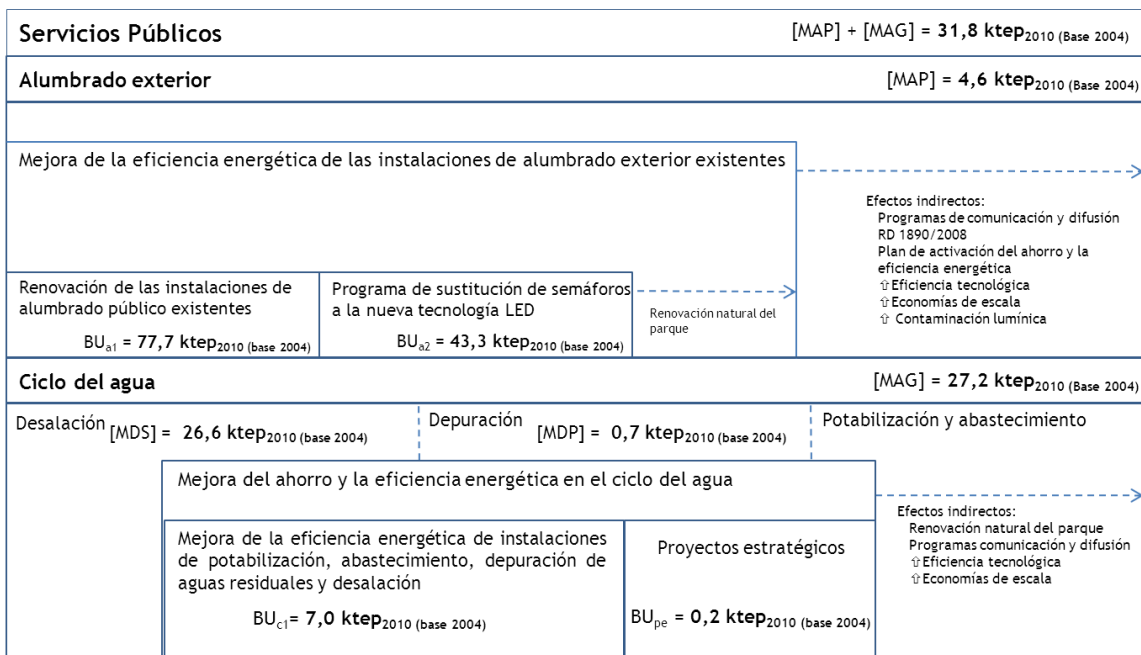 Servicios Públicos [MAP] + [MAG] = 31,8 ktep2010 (Base 2004)
Alumbrado exterior [MAP] = 4,6 ktep2010 (Base 2004)
Mejora de la eficiencia energética de las instalaciones de alumbrado exterior existentes
Efectos indirectos:
Programas de comunicación y difusión
RD 1890/2008
Plan de activación del ahorro y la
eficiencia energética
⇧Eficiencia tecnológica
⇧Economías de escala
⇧ Contaminación lumínica
Renovación de las instalaciones de
alumbrado público existentes
BUa1 = 77,7 ktep2010 (base 2004)
Programa de sustitución de semáforos
a la nueva tecnología LED
BUa2 = 43,3 ktep2010 (base 2004)
Renovación natural del
parque
Ciclo del agua [MAG] = 27,2 ktep2010 (Base 2004)
Desalación [MDS] = 26,6 ktep2010 (base 2004)
Depuración [MDP] = 0,7 ktep2010 (base 2004)
Potabilización y abastecimiento
Mejora del ahorro y la eficiencia energética en el ciclo del agua
Mejora de la eficiencia energética de instalaciones
de potabilización, abastecimiento, depuración de
aguas residuales y desalación
BUc1= 7,0 ktep2010 (base 2004)
Proyectos estratégicos
BUpe = 0,2 ktep2010 (base 2004)
Efectos indirectos:
Renovación natural del parque
Programas comunicación y difusión
⇧Eficiencia tecnológica
⇧Economías de escala